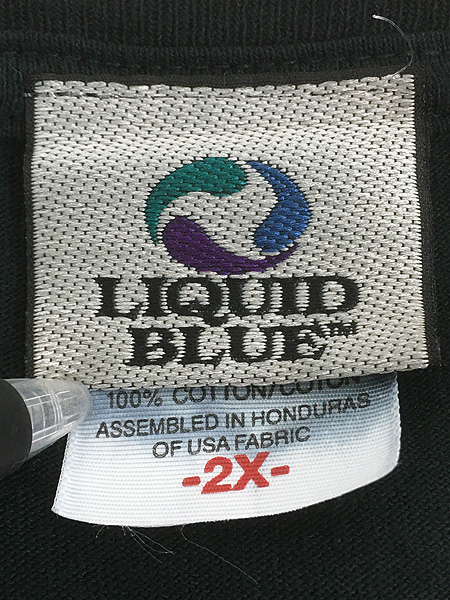 LIQUID
BLUE™
100% COTTON/COTON
ASSEMBLED IN HONDURAS
OF USA FABRIC
-2X-